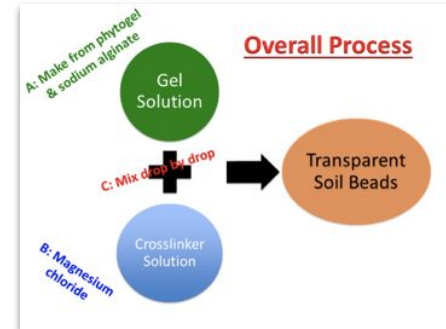 Overall Process
A: Make from phytogel
& sodium alginate
Gel
Solution
C: Mix drop by drop
Transparent
Soil Beads
Crosslinker
Solution
B: Magnesium
chloride